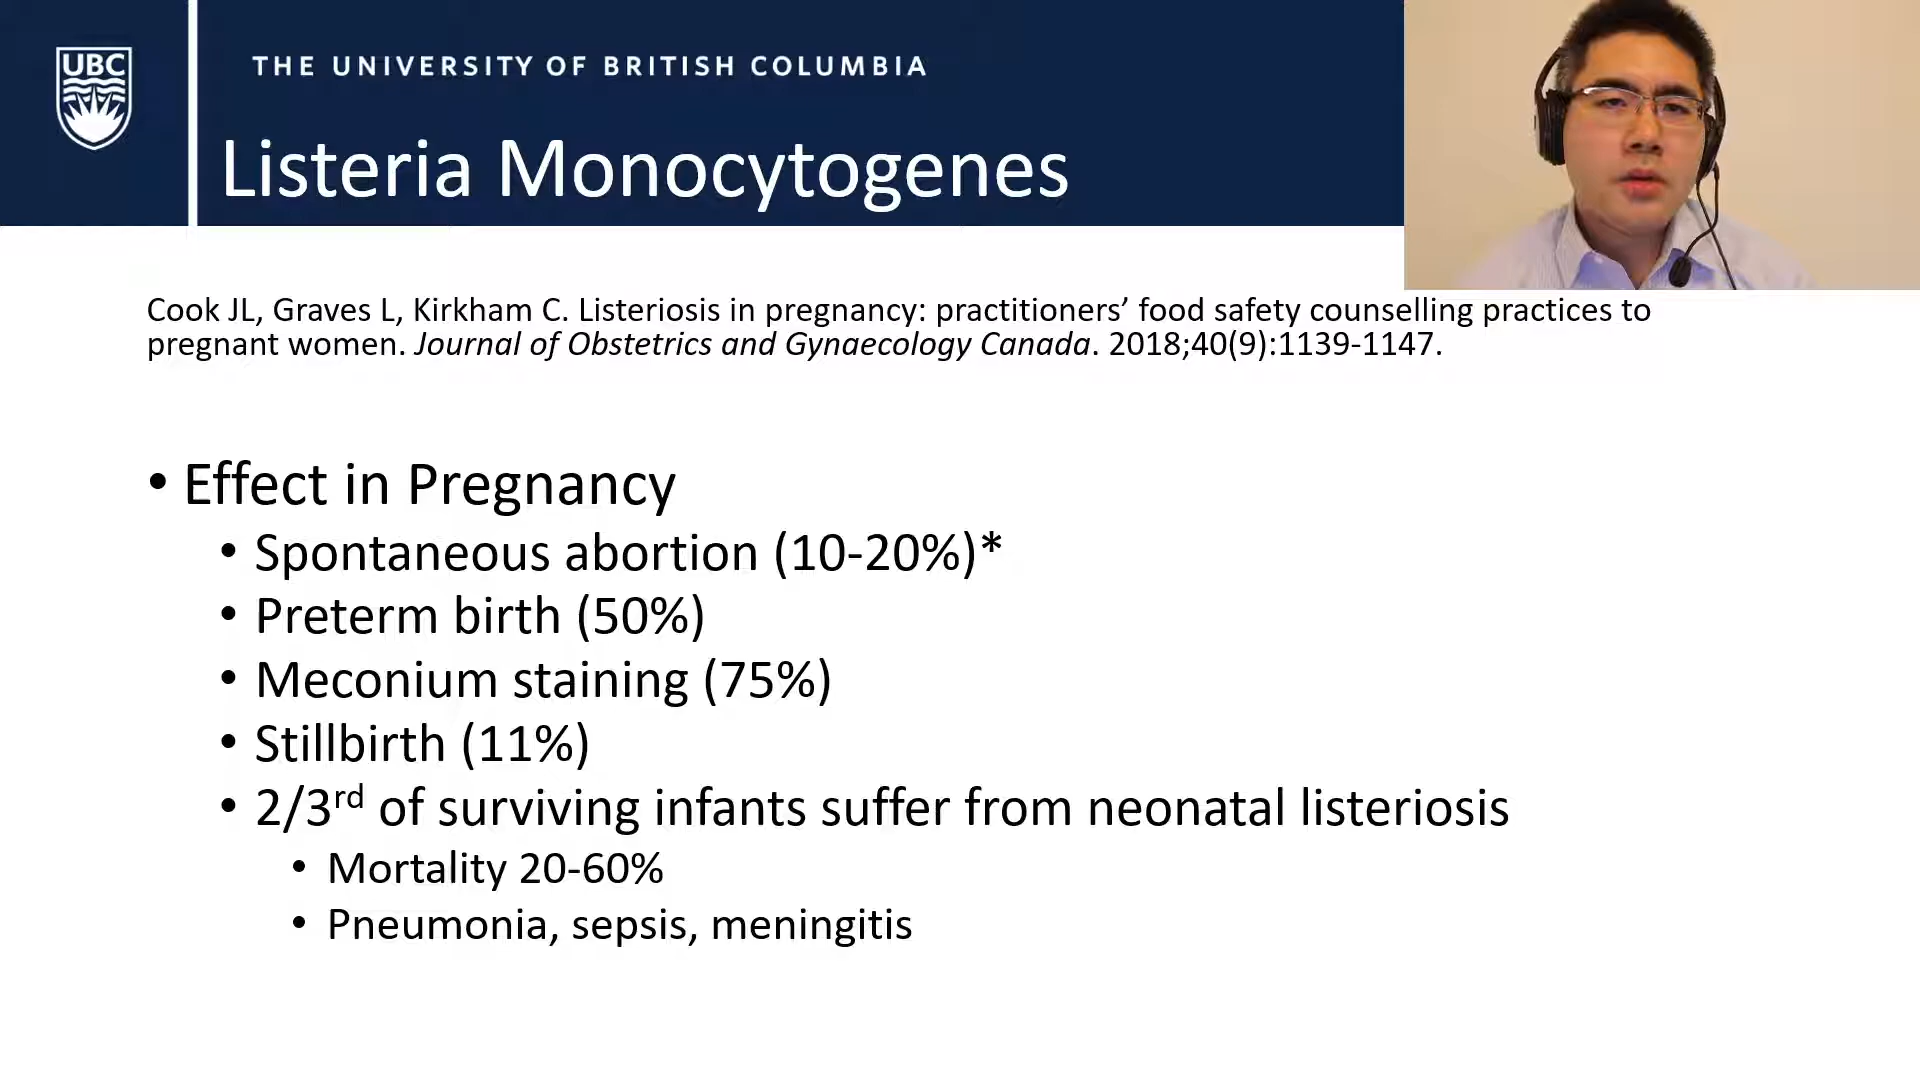 UBC
THE UNIVERSITY OF BRITISH COLUMBIA
Listeria Monocytogenes
Cook JL, Graves L, Kirkham C. Listeriosis in pregnancy: practitioners’ food safety counselling practices to
pregnant women. Journal of Obstetrics and Gynaecology Canada. 2018;40(9):1139-1147.
• Effect in Pregnancy
• Spontaneous abortion (10-20%)*
• Preterm birth (50%)
• Meconium staining (75%)
• Stillbirth (11%)
• 2/3rd of surviving infants suffer from neonatal listeriosis
• Mortality 20-60%
• Pneumonia, sepsis, meningitis